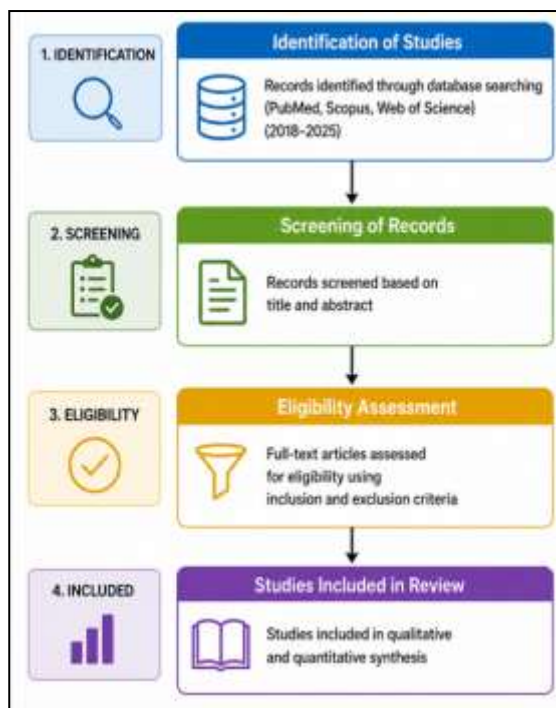 1. IDENTIFICATION
Identification of Studies
Records identified through database searching
(PubMed, Scopus, Web of Science)
(2018–2025)
2. SCREENING
Screening of Records
Records screened based on
title and abstract
3. ELIGIBILITY
Eligibility Assessment
Full-text articles assessed
for eligibility using
inclusion and exclusion criteria
4. INCLUDED
Studies Included in Review
Studies included in qualitative
and quantitative synthesis